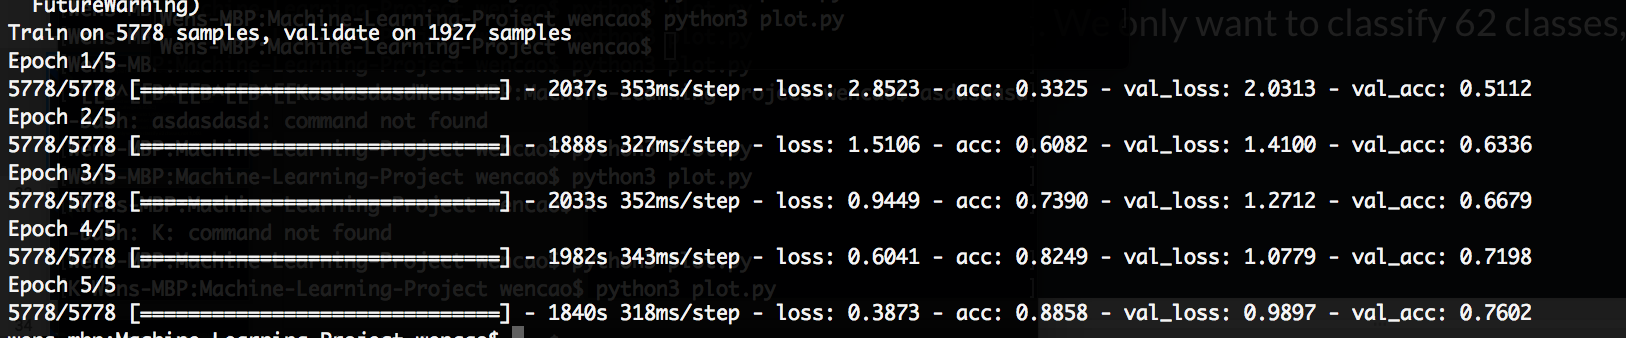 FutureWarning)
Wens-MBP:Machine-Learning-Project wencao$ python3 plot.py
We only want to classify 62 classes,
Train on 5778 samples, validate on 1927 samples
Wens-MBP:Machine-Learning-Project wencao$
Epoch 1/5
5778/5778 [==============================] - 2037s 353ms/step - loss: 2.8523 - acc: 0.3325 - val_loss: 2.0313 - val_acc: 0.5112
Epoch 2/5
asdasdasd: command not found
5778/5778 [==============================] - 1888s 327ms/step - loss: 1.5106 - acc: 0.6082 - val_loss: 1.4100 - val_acc: 0.6336
Epoch 3/5
MBP:Machine-Learning-Project wencao$ python3 plot.py
5778/5778 [==============================] - 2033s 352ms/step - loss: 0.9449 - acc: 0.7390 - val_loss: 1.2712 - val_acc: 0.6679
Epoch 4/5
K: command not found
5778/5778 [==============================] - 1982s 343ms/step - loss: 0.6041 - acc: 0.8249 - val_loss: 1.0779 - val_acc: 0.7198
Epoch 5/5
Wens-MBP:Machine-Learning-Project wencao$ python3 plot.py
5778/5778 [==============================] - 1840s 318ms/step - loss: 0.3873 - acc: 0.8858 - val_loss: 0.9897 - val_acc: 0.7602
34
wens-mbp:Machine-Learning-Project wencao$